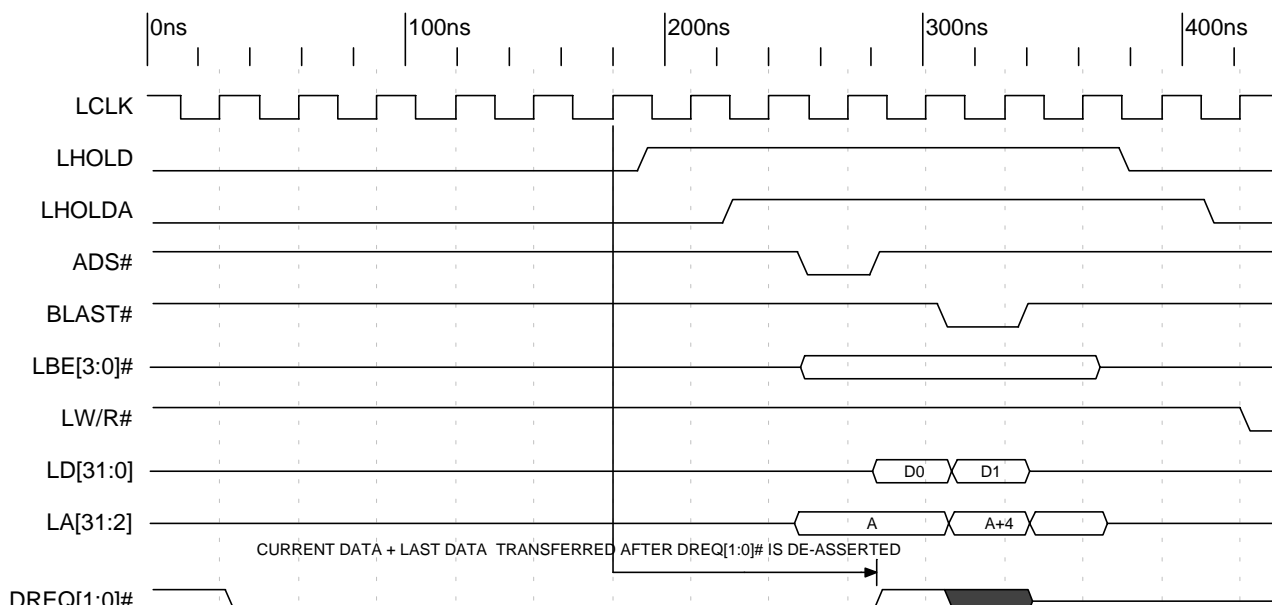 0ns 100ns 200ns 300ns 400ns
LCLK
LHOLD
LHOLDA
ADS#
BLAST#
LBE[3:0]#
LW/R#
LD[31:0] D0 D1
LA[31:2] A A+4
CURRENT DATA + LAST DATA TRANSFERRED AFTER DREQ[1:0]# IS DE-ASSERTED
DREQ[1:0]#